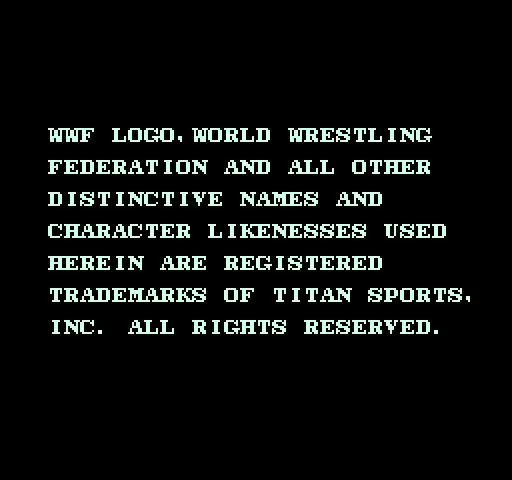 WWF LOGO, WORLD WRESTLING
FEDERATION AND ALL OTHER
DISTINCTIVE NAMES AND
CHARACTER LIKENESSES USED
HEREIN ARE REGISTERED
TRADEMARKS OF TITAN SPORTS,
INC. ALL RIGHTS RESERVED.